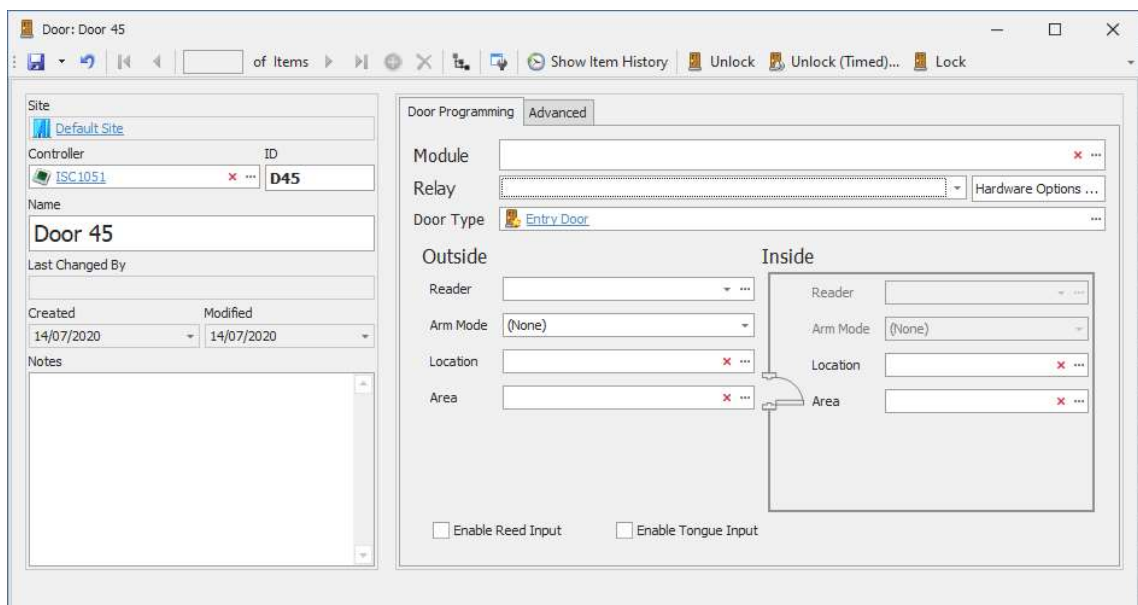 Door: Door 45
of Items Show Item History Unlock Unlock (Timed)... Lock
Site
Default Site
Controller ID
ISC1051 D45
Name
Door 45
Last Changed By
Created Modified
14/07/2020 14/07/2020
Notes
Door Programming Advanced
Module
Relay Hardware Options ...
Door Type Entry Door
Outside Inside
Reader Reader
Arm Mode (None) Arm Mode (None)
Location Location
Area Area
Enable Reed Input Enable Tongue Input